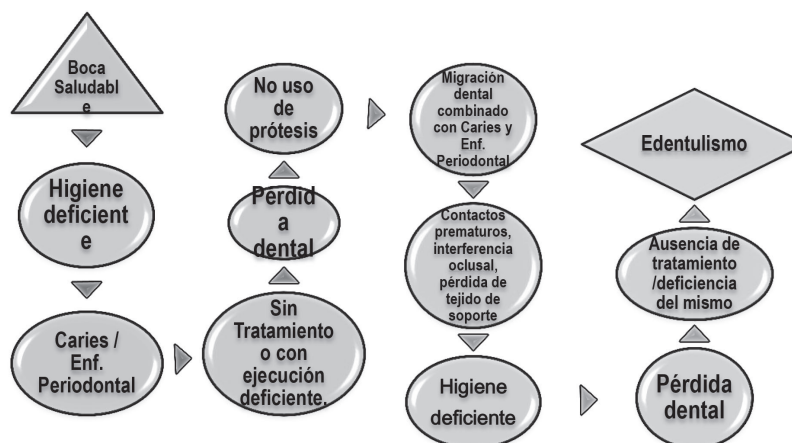 Boca
Saludabl
e
Higiene
deficient
e
Caries /
Enf.
Periodontal
Sin
Tratamiento
o con
ejecución
deficiente.
Pérdid
a
dental
No uso
de
prótesis
Migración
dental
combinado
con Caries y
Enf.
Periodontal
Contactos
prematuros,
interferencia
oclusal,
pérdida de
tejido de
soporte
Higiene
deficiente
Pérdida
dental
Ausencia de
tratamiento
/deficiencia
del mismo
Edentulismo